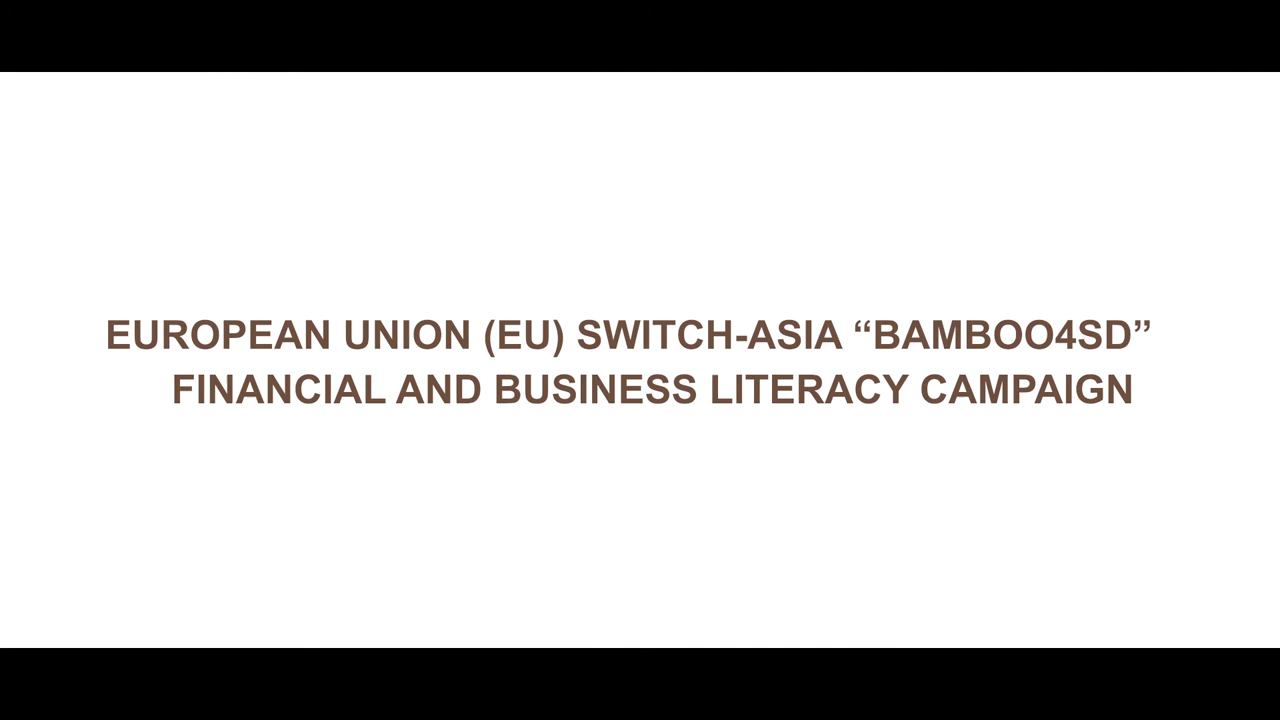 EUROPEAN UNION (EU) SWITCH-ASIA “BAMBOO4SD”
FINANCIAL AND BUSINESS LITERACY CAMPAIGN